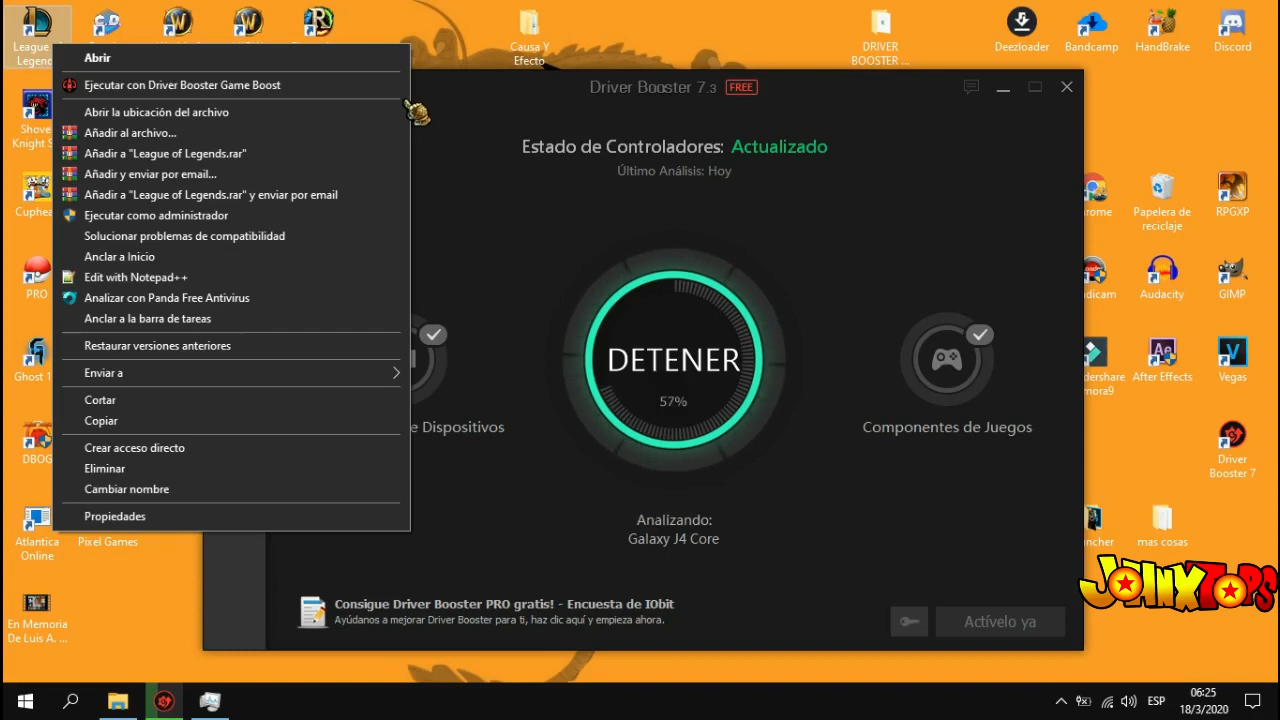 League
Legend
Causa Y
Efecto
DRIVER
BOOSTER ...
Deezloader
Bandcamp
HandBrake
Discord
Abrir
Ejecutar con Driver Booster Game Boost
Abrir la ubicación del archivo
Añadir al archivo...
Añadir a "League of Legends.rar"
Añadir y enviar por email...
Añadir a "League of Legends.rar" y enviar por email
Ejecutar como administrador
Solucionar problemas de compatibilidad
Anclar a Inicio
Edit with Notepad++
Analizar con Panda Free Antivirus
Anclar a la barra de tareas
Restaurar versiones anteriores
Enviar a
Cortar
Copiar
Crear acceso directo
Eliminar
Cambiar nombre
Propiedades
Driver Booster 7.3 FREE
Estado de Controladores: Actualizado
Último Análisis: Hoy
DETENER
57%
e Dispositivos
Componentes de Juegos
Analizando:
Galaxy J4 Core
Consigue Driver Booster PRO gratis! - Encuesta de IObit
Ayúdanos a mejorar Driver Booster para ti, haz clic aquí y empieza ahora.
Actívelo ya
Shove
Knight S
Cuphea
PRO
Ghost 1
DBOG
Atlantica
Online
Pixel Games
En Memoria
De Luis A. ...
rome
Papelera de
reciclaje
RPGXP
ndicam
Audacity
GIMP
ndershare
mora9
After Effects
Vegas
Driver
Booster 7
ncher
mas cosas
JOINXTOPS
ESP
06:25
18/3/2020